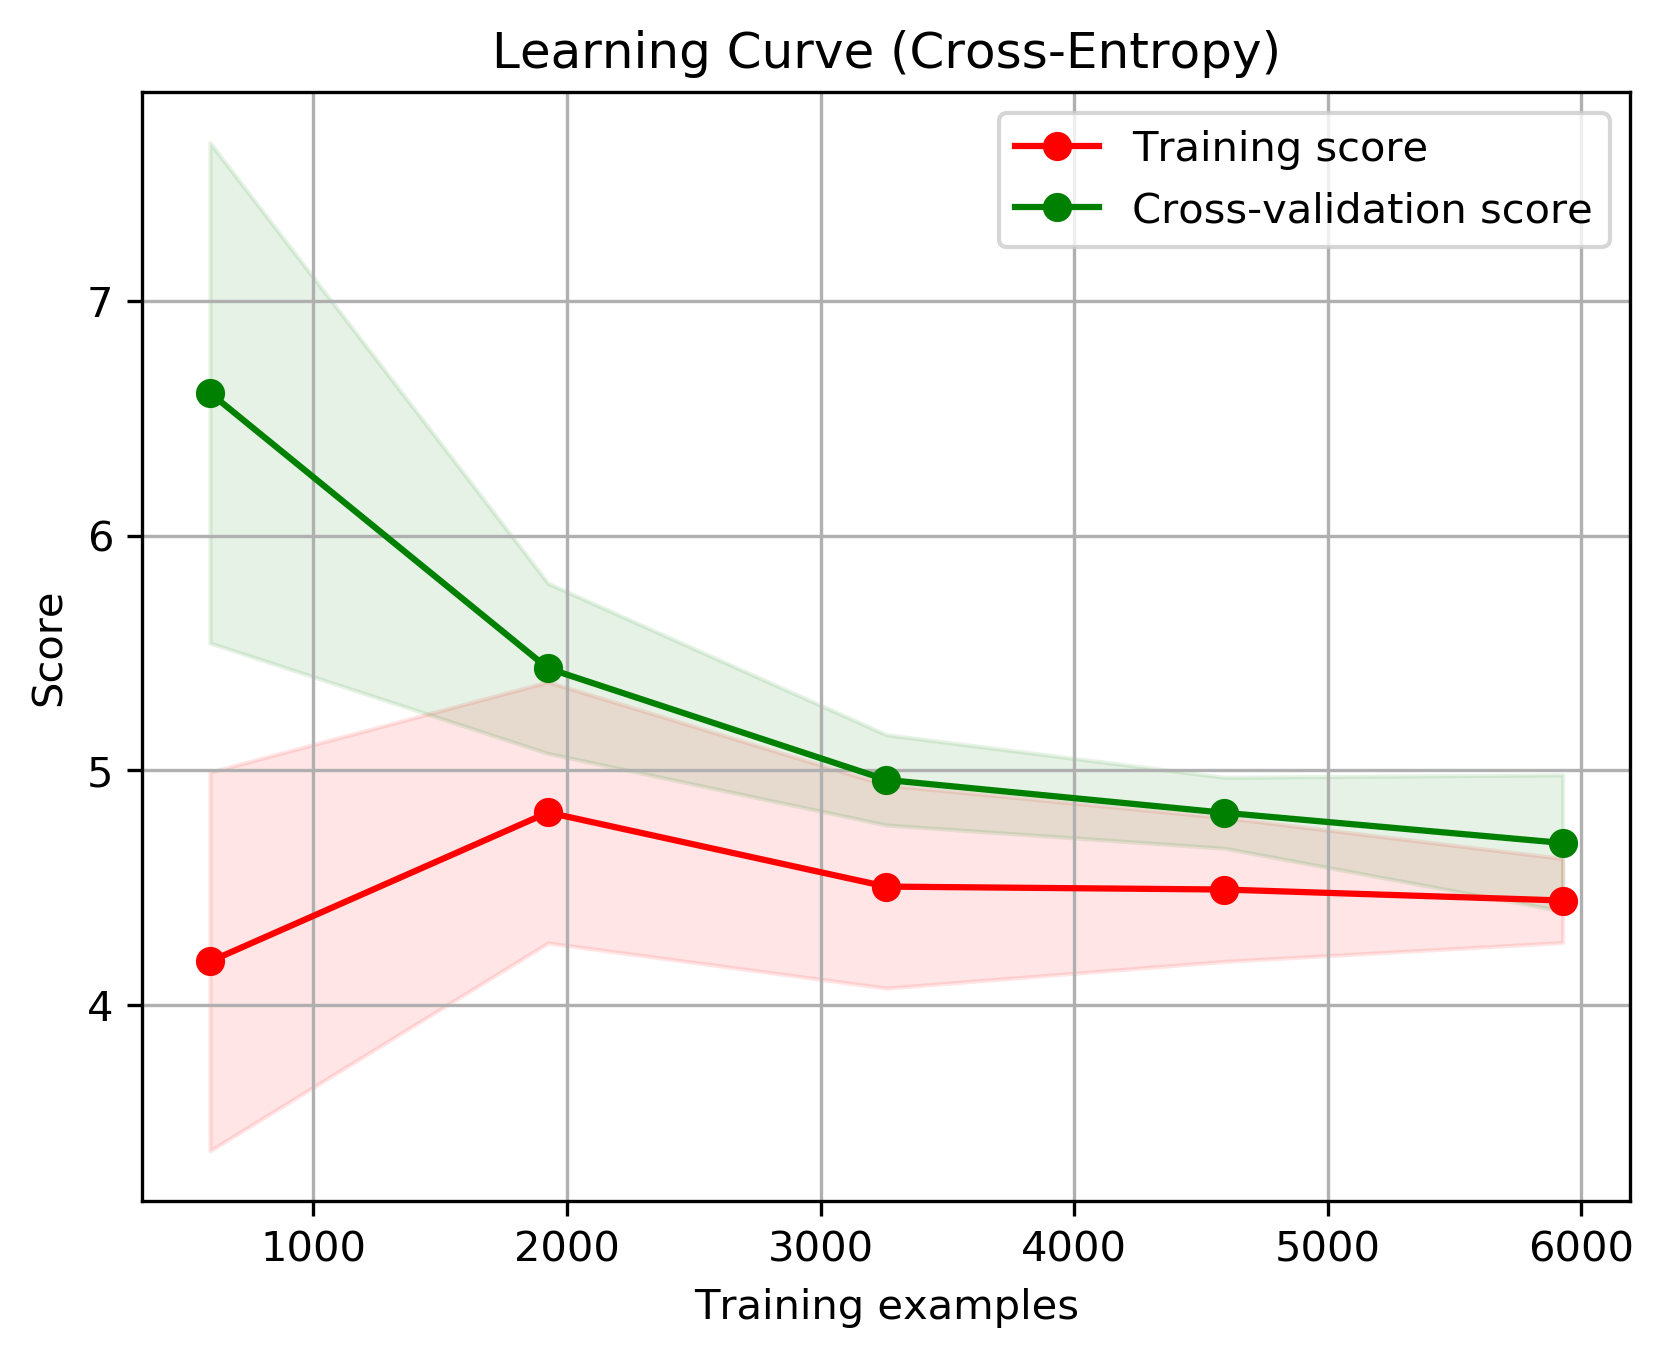 Learning Curve (Cross-Entropy)
Training score
Cross-validation score
7
6
5
4
Score
1000 2000 3000 4000 5000 6000
Training examples